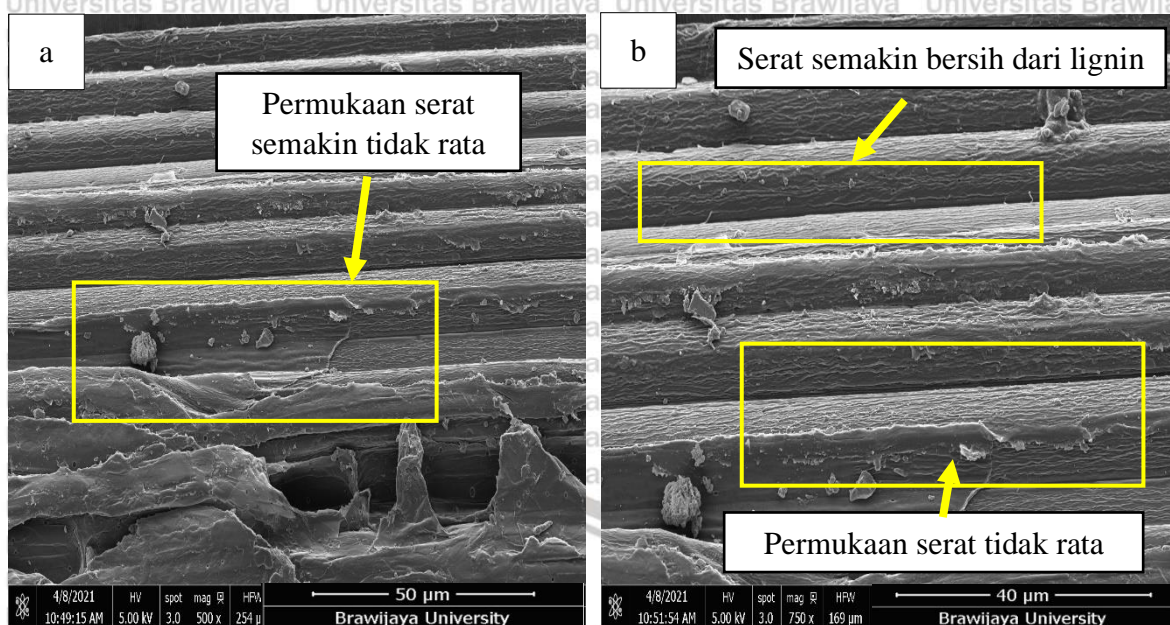 Universitas Brawijaya Universitas Brawijaya Universitas Brawijaya Universitas Brawijaya
a
Permukaan serat
semakin tidak rata
4/8/2021 HV spot mag HFW
10:49:15 AM 5.00 kV 3.0 500 x 254 µ
50 µm
Brawijaya University
b
Serat semakin bersih dari lignin
Permukaan serat tidak rata
4/8/2021 HV spot mag HFW
10:51:54 AM 5.00 kV 3.0 750 x 169 µm
40 µm
Brawijaya University